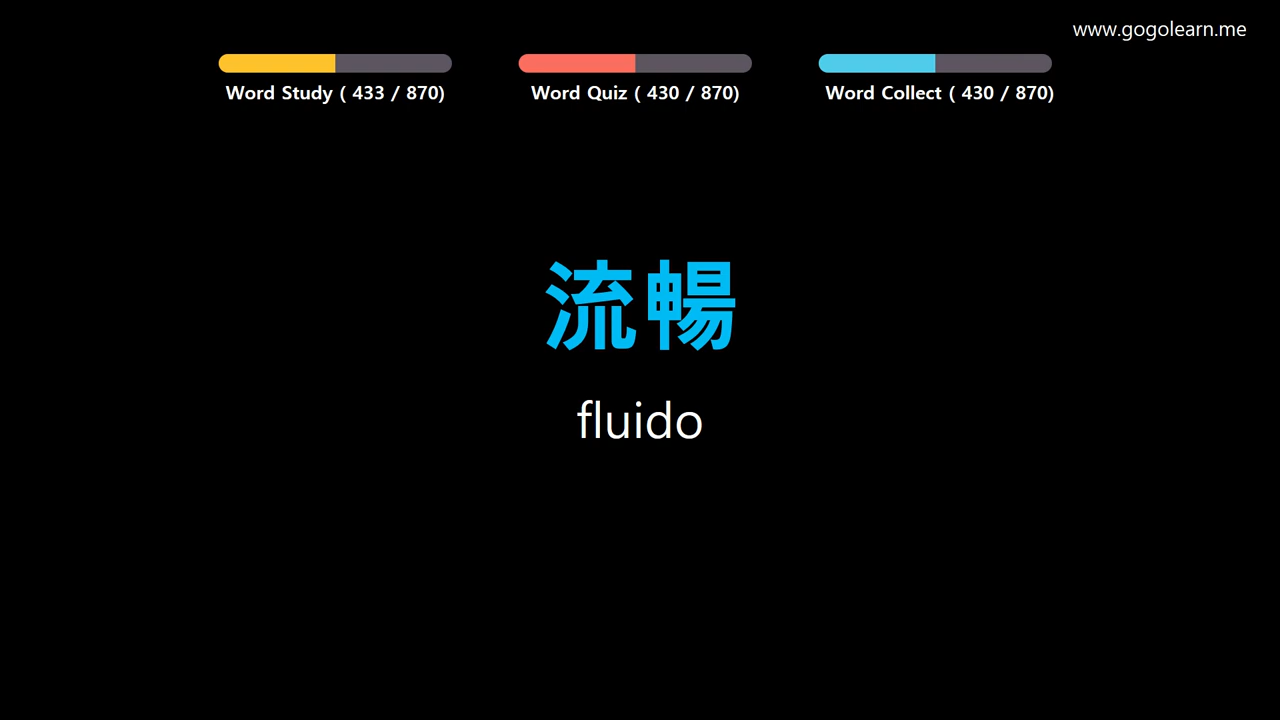 www.gogolearn.me
Word Study ( 433 / 870)
Word Quiz ( 430 / 870)
Word Collect ( 430 / 870)
流暢
fluido